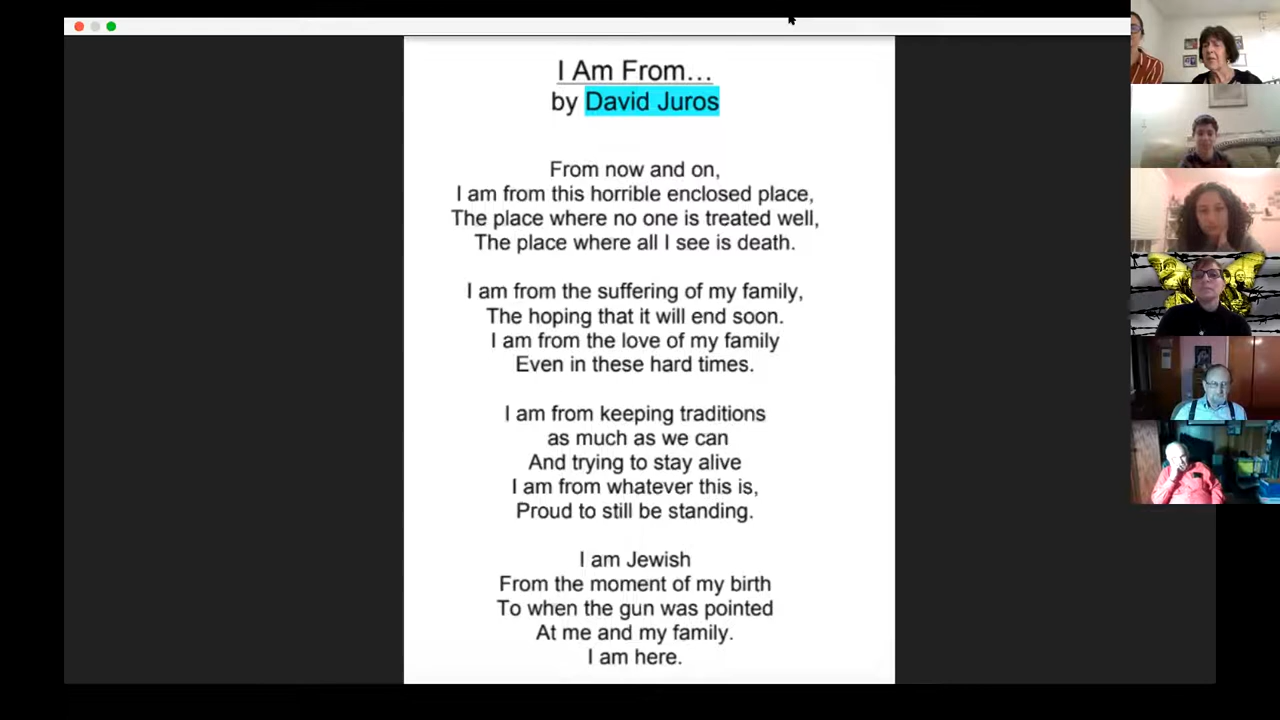 I Am From...
by David Juros
From now and on,
I am from this horrible enclosed place,
The place where no one is treated well,
The place where all I see is death.
I am from the suffering of my family,
The hoping that it will end soon.
I am from the love of my family
Even in these hard times.
I am from keeping traditions
as much as we can
And trying to stay alive
I am from whatever this is,
Proud to still be standing.
I am Jewish
From the moment of my birth
To when the gun was pointed
At me and my family.
I am here.